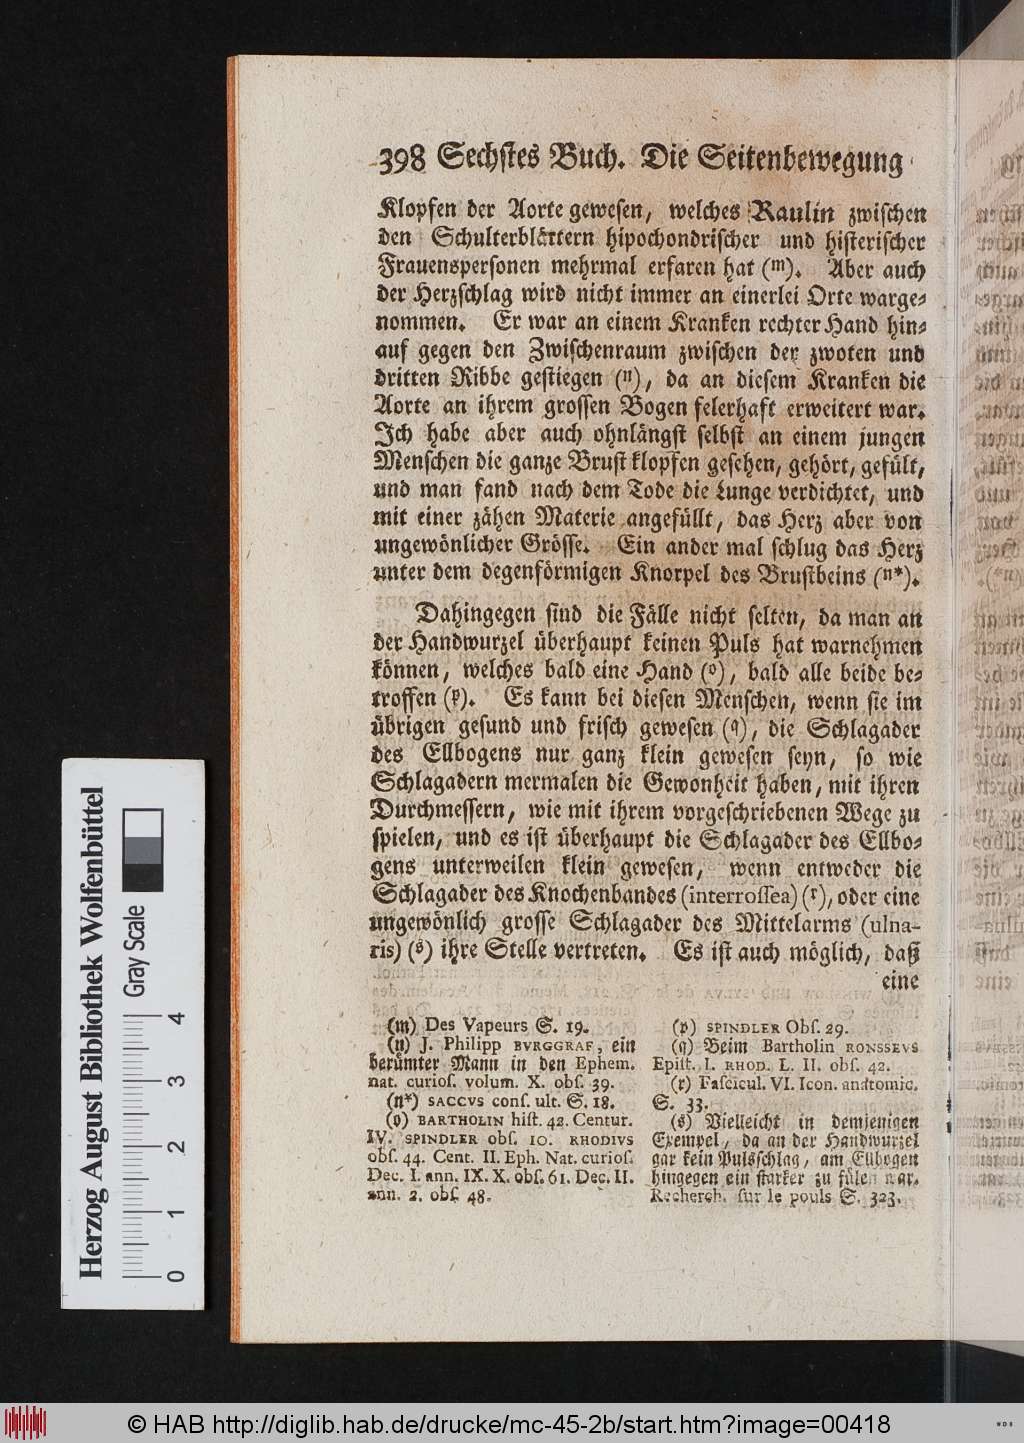 398 Sechstes Buch. Die Seitenbewegung
Klopfen der Aorte gewesen, welches Raulin zwischen
den Schulterblättern hipochondrischer und histerischer
Frauenspersonen mehrmal erfaren hat (m). Aber auch
der Herzschlag wird nicht immer an einerlei Orte warge-
nommen. Er war an einem Kranken rechter Hand hin-
auf gegen den Zwischenraum zwischen der zwoten und
dritten Ribbe gestiegen (n), da an diesem Kranken die
Aorte an ihrem grossen Bogen felerhaft erweitert war.
Ich habe aber auch ohnlängst selbst an einem jungen
Menschen die ganze Brust klopfen gesehen, gehört, gefült,
und man fand nach dem Tode die Lunge verdichtet, und
mit einer zähen Materie angefüllt, das Herz aber von
ungewönlicher Grösse. Ein ander mal schlug das Herz
unter dem degenförmigen Knorpel des Brustbeins (n*).
Dahingegen sind die Fälle nicht selten, da man an
der Handwurzel überhaupt keinen Puls hat warnehmen
können, welches bald eine Hand (o), bald alle beide be-
troffen (p). Es kann bei diesen Menschen, wenn sie im
übrigen gesund und frisch gewesen (q), die Schlagader
des Ellbogens nur ganz klein gewesen seyn, so wie
Schlagadern mermalen die Gewonheit haben, mit ihren
Durchmessern, wie mit ihrem vorgeschriebenen Wege zu
spielen, und es ist überhaupt die Schlagader des Ellbo-
gens unterweilen klein gewesen, wenn entweder die
Schlagader des Knochenbandes (interrossea) (r), oder eine
ungewönlich grosse Schlagader des Mittelarms (ulna-
ris) (s) ihre Stelle vertreten. Es ist auch möglich, daß
eine
(m) Des Vapeurs S. 19.
(n) J. Philipp BVRGGRAF, ein
berümter Mann in den Ephem.
nat. curios. volum. X. obs. 39.
(n*) SACCVS cons. ult. S. 18.
(o) BARTHOLIN hist. 42. Centur.
IV. SPINDLER obs. 10. RHODIVS
obs. 44. Cent. II. Eph. Nat. curios.
Dec. I. ann. IX. X. obs. 61. Dec. II.
ann. 2. obs. 48.
(p) SPINDLER Obs. 29.
(q) Beim Bartholin RONSSEVS
Epist. I. RHOD. L. II. obs. 42.
(r) Fascicul. VI. Icon. anatomic.
S. 33.
(s) Vielleicht in demjenigen
Exempel, da an der Handwurzel
gar kein Pulsschlag, am Ellbogen
hingegen ein starker zu fülen war.
Recherch. sur le pouls S. 323.
Herzog August Bibliothek Wolfenbüttel
Gray Scale
0 1 2 3 4
© HAB http://diglib.hab.de/drucke/mc-45-2b/start.htm?image=00418